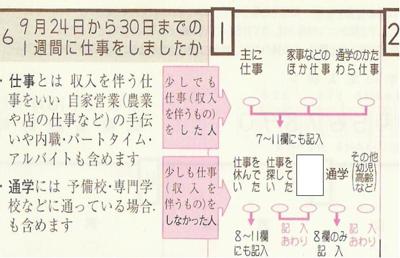 6
9月24日から30日までの
1週間に仕事をしましたか
・仕事とは 収入を伴う仕
事をいい 自家営業(農業
や店の仕事など)の手伝
いや内職・パートタイム・
アルバイトも含めます
・通学には 予備校・専門学
校などに通っている場合
も含めます
少しでも
仕事(収入
を伴うもの)を
した人
少しも仕事
(収入を
伴うもの)を
しなかった人
1
主に
仕事
家事などの
ほか仕事
通学のかた
わら仕事
7〜11欄にも記入
仕事を
休んで
いた
仕事を
探して
いた
通学
その他
(幼児
高齢
など)
8〜11欄
にも記入
記入
おわり
8欄のみ
記入
記入
おわり
2